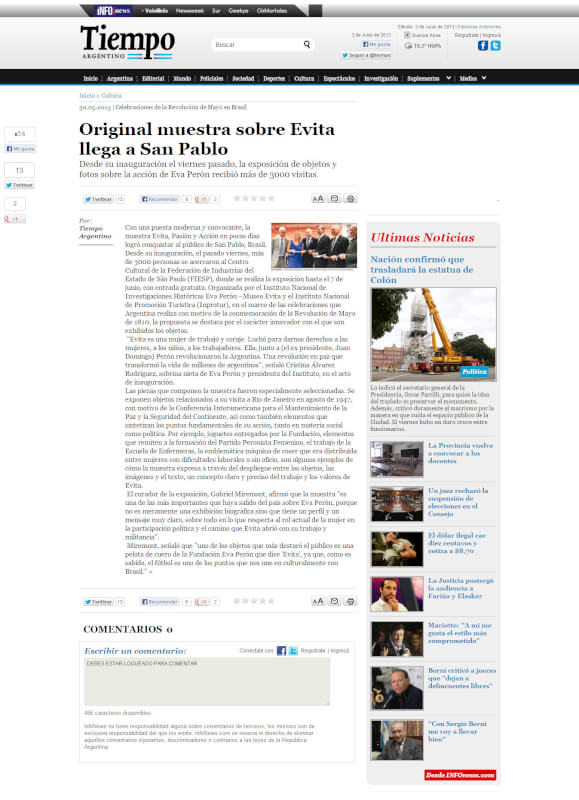 INFOnews
Veintitrés Newsweek Sur Geekye CinMortales
Edición: 3 de Junio de 2013 | Ediciones Anteriores
Tiempo
ARGENTINO
Buscar
3 de Junio de 2013
Me gusta
Seguir a @tiempo
Buenos Aires
Registrate | Ingresá
Inicio Argentina Editorial Mundo Policiales Sociedad Deportes Cultura Espectáculos Investigación Suplementos Medios
Inicio > Cultura
30.05.2013 | Celebraciones de la Revolución de Mayo en Brasil
Original muestra sobre Evita
llega a San Pablo
Desde su inauguración el viernes pasado, la exposición de objetos y
fotos sobre la acción de Eva Perón recibió más de 3000 visitas.
6
Me gusta
13
Twittear
2
+1
Twittear 13 Recomendar 6 +1 2 AA
Por:
Tiempo
Argentino
Con una puesta moderna y convocante, la
muestra Evita, Pasión y Acción en pocos días
logró conquistar al público de San Pablo, Brasil.
Desde su inauguración, el pasado viernes, más
de 3000 personas se acercaron al Centro
Cultural de la Federación de Industrias del
Estado de São Paulo (FIESP), donde se realiza la exposición hasta el 7 de
junio, con entrada gratuita. Organizada por el Instituto Nacional de
Investigaciones Históricas Eva Perón –Museo Evita y el Instituto Nacional
de Promoción Turística (Inprotur), en el marco de las celebraciones que
Argentina realiza con motivo de la conmemoración de la Revolución de Mayo
de 1810, la propuesta se destaca por el carácter innovador con el que son
exhibidos los objetos.
"Evita es una mujer de trabajo y coraje. Luchó para darnos derechos a las
mujeres, a los niños, a los trabajadores. Ella, junto a (el ex presidente, Juan
Domingo) Perón revolucionaron la Argentina. Una revolución en paz que
transformó la vida de millones de argentinos", señaló Cristina Álvarez
Rodríguez, sobrina nieta de Eva Perón y presidenta del Instituto, en el acto
de inauguración.
Las piezas que componen la muestra fueron especialmente seleccionadas. Se
exponen objetos relacionados a su visita a Río de Janeiro en agosto de 1947,
con motivo de la Conferencia Interamericana para el Mantenimiento de la
Paz y la Seguridad del Continente, así como también elementos que
sintetizan los puntos fundamentales de su acción, tanto en materia social
como política. Por ejemplo, juguetes entregados por la Fundación, elementos
que remiten a la formación del Partido Peronista Femenino, el trabajo de la
Escuela de Enfermeras, la emblemática máquina de coser que era distribuida
entre mujeres con dificultades laborales o sin oficio, son algunos ejemplos de
cómo la muestra expresa a través del despliegue entre los objetos, las
imágenes y el texto, un concepto claro y preciso del trabajo y los valores de
Evita.
El curador de la exposición, Gabriel Miremont, afirmó que la muestra "es
una de las más importantes que haya salido del país sobre Eva Perón, porque
no es meramente una exhibición biográfica sino que tiene un perfil y un
mensaje muy claro, sobre todo en lo que respecta al rol actual de la mujer en
la participación política y el camino que Evita abrió con su trabajo y
militancia".
Miremont, señaló que "uno de los objetos que más destacó el público es una
pelota de cuero de la Fundación Eva Perón que dice 'Evita', ya que, como es
sabido, el fútbol es uno de los puntos que nos une en culturalmente con
Brasil." «
Twittear 13 Recomendar 6 +1 2 AA
COMENTARIOS 0
Escribir un comentario:
Conectate con Registrate | Ingresá
DEBES ESTAR LOGUEADO PARA COMENTAR
466 caracteres disponibles.
InfoNews no tiene responsabilidad alguna sobre comentarios de terceros, los mismos son de
exclusiva responsabilidad del que los emite. InfoNews.com se reserva el derecho de eliminar
aquellos comentarios injuriantes, discriminadores o contrarios a las leyes de la República
Argentina
Ultimas Noticias
Nación confirmó que
trasladará la estatua de
Colón
Política
Lo indicó el secretario general de la
Presidencia, Oscar Parrilli, para quien la idea
del traslado es preservar el monumento.
Además, criticó duramente al macrismo por la
manera en que cuida el espacio público de la
Ciudad. El viernes hubo un duro cruce entre
funcionarios.
La Provincia vuelve
a convocar a los
docentes
Un juez rechazó la
suspensión de
elecciones en el
Consejo
El dólar ilegal cae
diez centavos y
cotiza a $8,70
La Justicia postergó
la audiencia a
Fariña y Elaskar
Mariotto: "A mí me
gusta el estilo más
comprometido"
Berni criticó a jueces
que "dejan a
delincuentes libres"
"Con Sergio Berni
me voy a llevar
bien"
Desde INFOnews.com